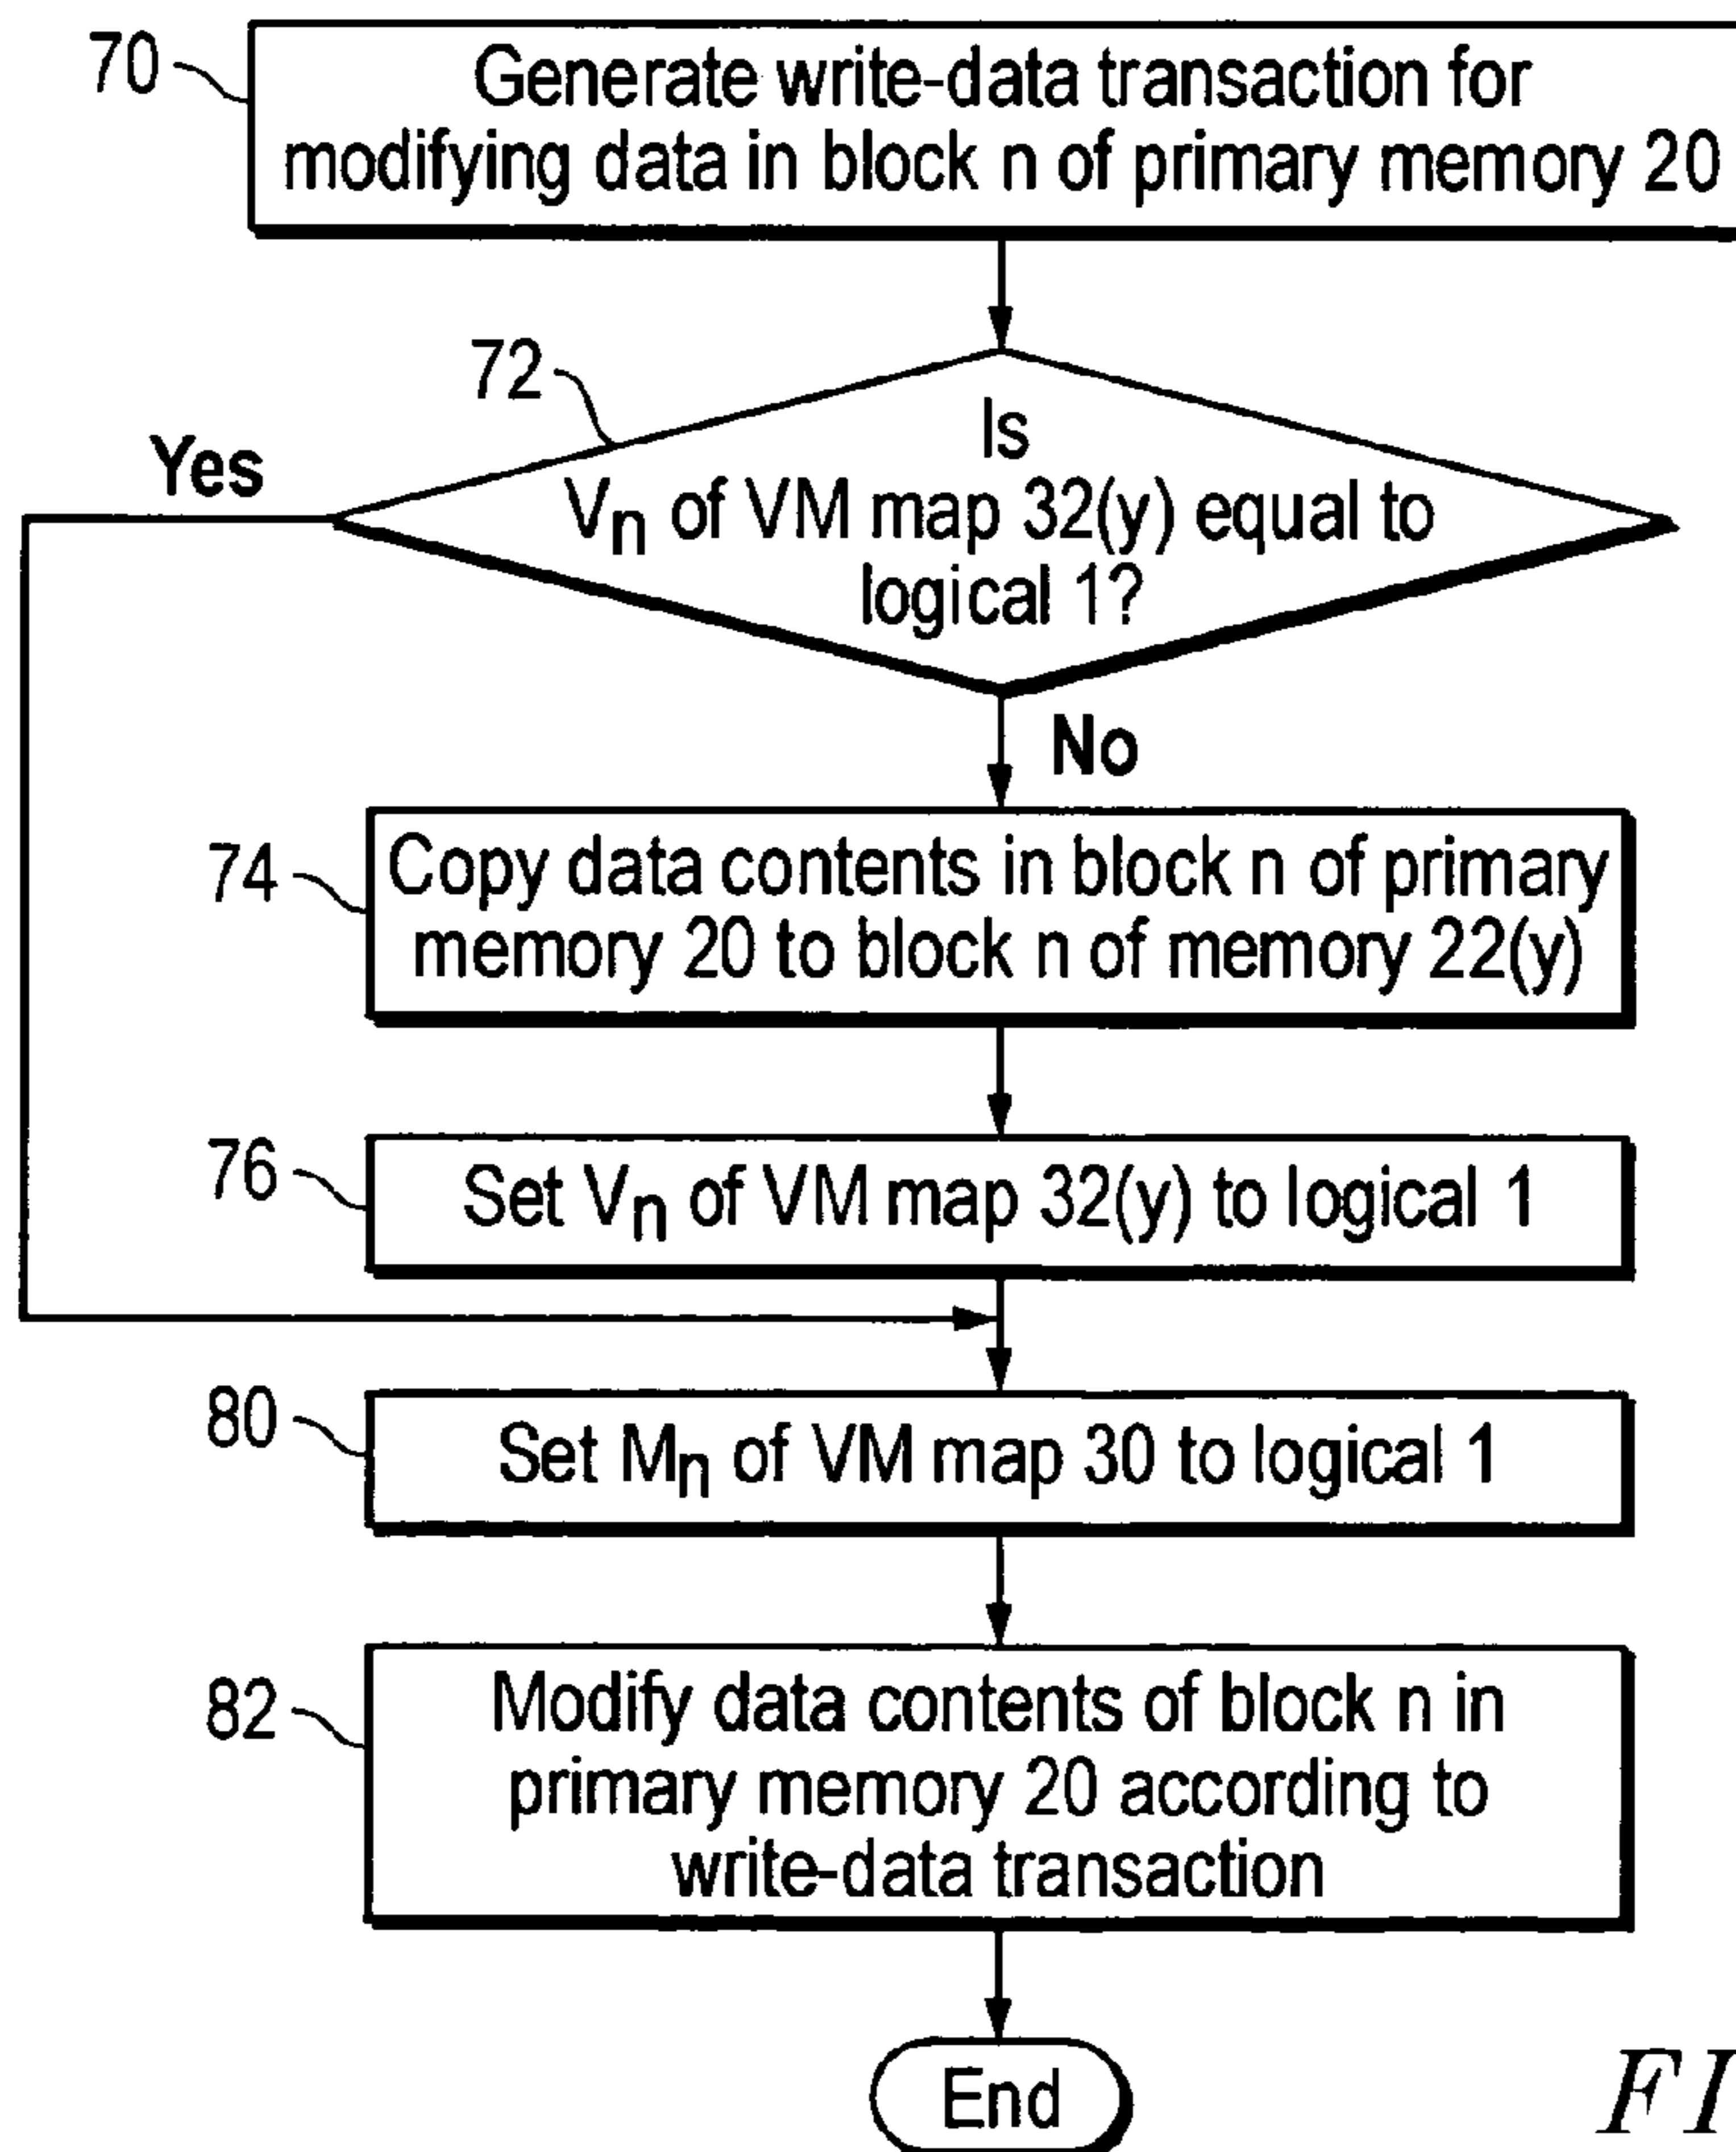 70
Generate write-data transaction for
modifying data in block n of primary memory 20
72
Is
Yes
Vn of VM map 32(y) equal to
logical 1?
No
74
Copy data contents in block n of primary
memory 20 to block n of memory 22(y)
76
Set Vn of VM map 32(y) to logical 1
80
Set Mn of VM map 30 to logical 1
82
Modify data contents of block n in
primary memory 20 according to
write-data transaction
End
FI